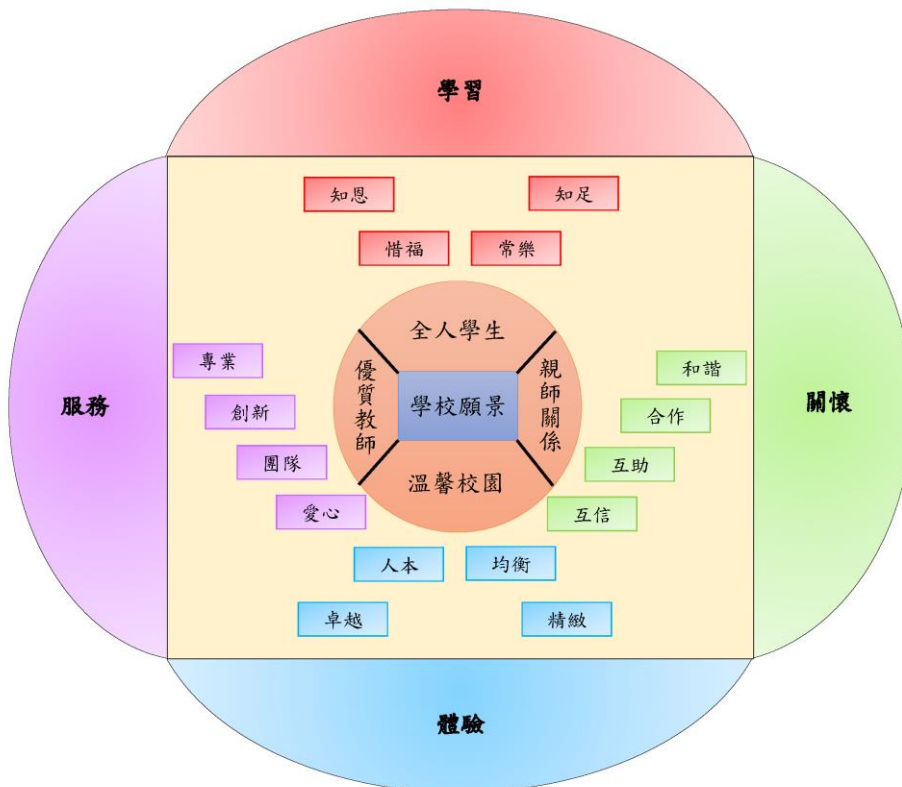 學習
知恩
知足
惜福
常樂
全人學生
優質教師
學校願景
親師關係
溫馨校園
服務
專業
創新
團隊
愛心
關懷
和諧
合作
互助
互信
人本
均衡
卓越
精緻
體驗